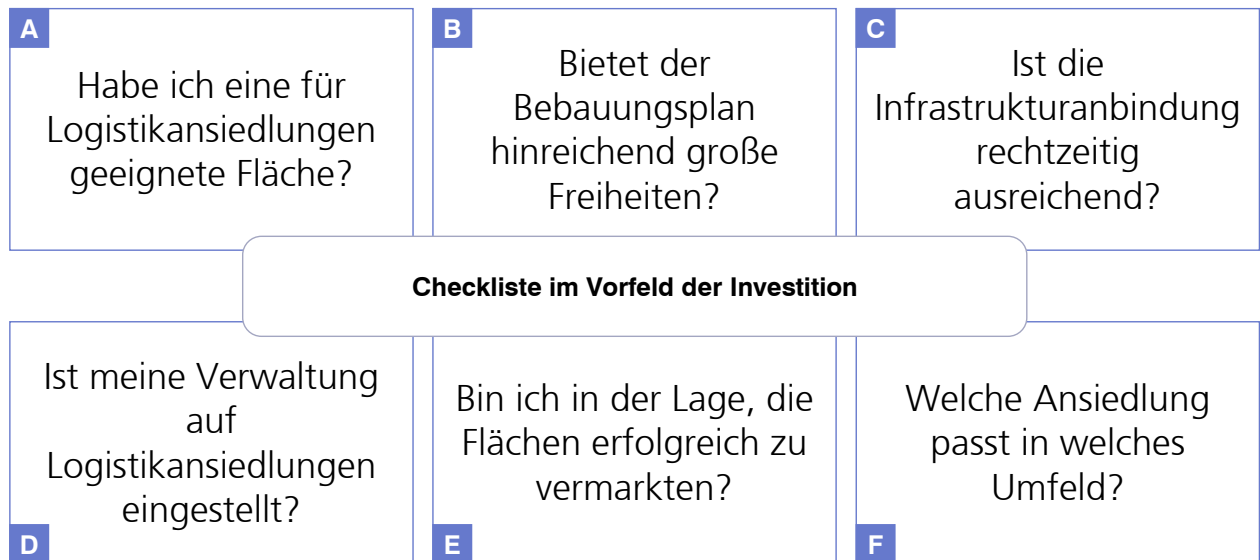 A
Habe ich eine für
Logistikansiedlungen
geeignete Fläche?
B
Bietet der
Bebauungsplan
hinreichend große
Freiheiten?
C
Ist die
Infrastrukturanbindung
rechtzeitig
ausreichend?
Checkliste im Vorfeld der Investition
Ist meine Verwaltung
auf
Logistikansiedlungen
eingestellt?
D
Bin ich in der Lage, die
Flächen erfolgreich zu
vermarkten?
E
Welche Ansiedlung
passt in welches
Umfeld?
F